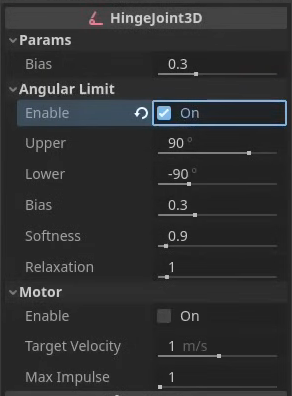 HingeJoint3D
Params
Bias 0.3
Angular Limit
Enable On
Upper 90 °
Lower -90 °
Bias 0.3
Softness 0.9
Relaxation 1
Motor
Enable On
Target Velocity 1 m/s
Max Impulse 1